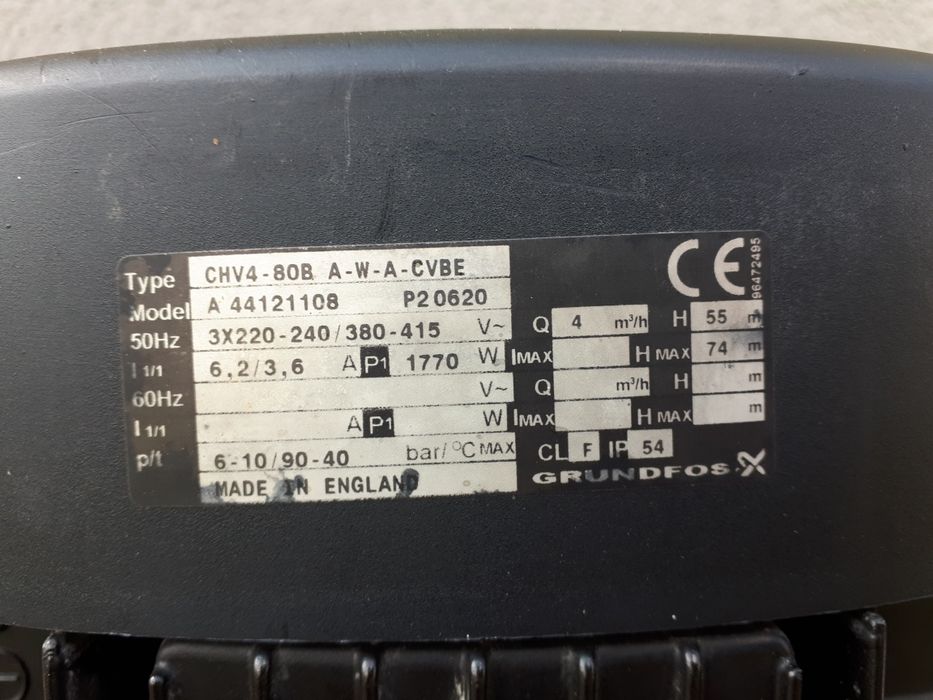 Type CHV4-80B A-W-A-CVBE
Model A 44121108 P2 0620
50Hz 3X220-240/380-415 V~ Q 4 m³/h H 55 m
I 1/1 6,2/3,6 A P1 1770 W IMAX H MAX 74 m
60Hz V~ Q m³/h H m
I 1/1 A P1 W IMAX H MAX m
p/t 6-10/90-40 bar/°C MAX CL F IP 54
MADE IN ENGLAND GRUNDFOS
CE
96472495